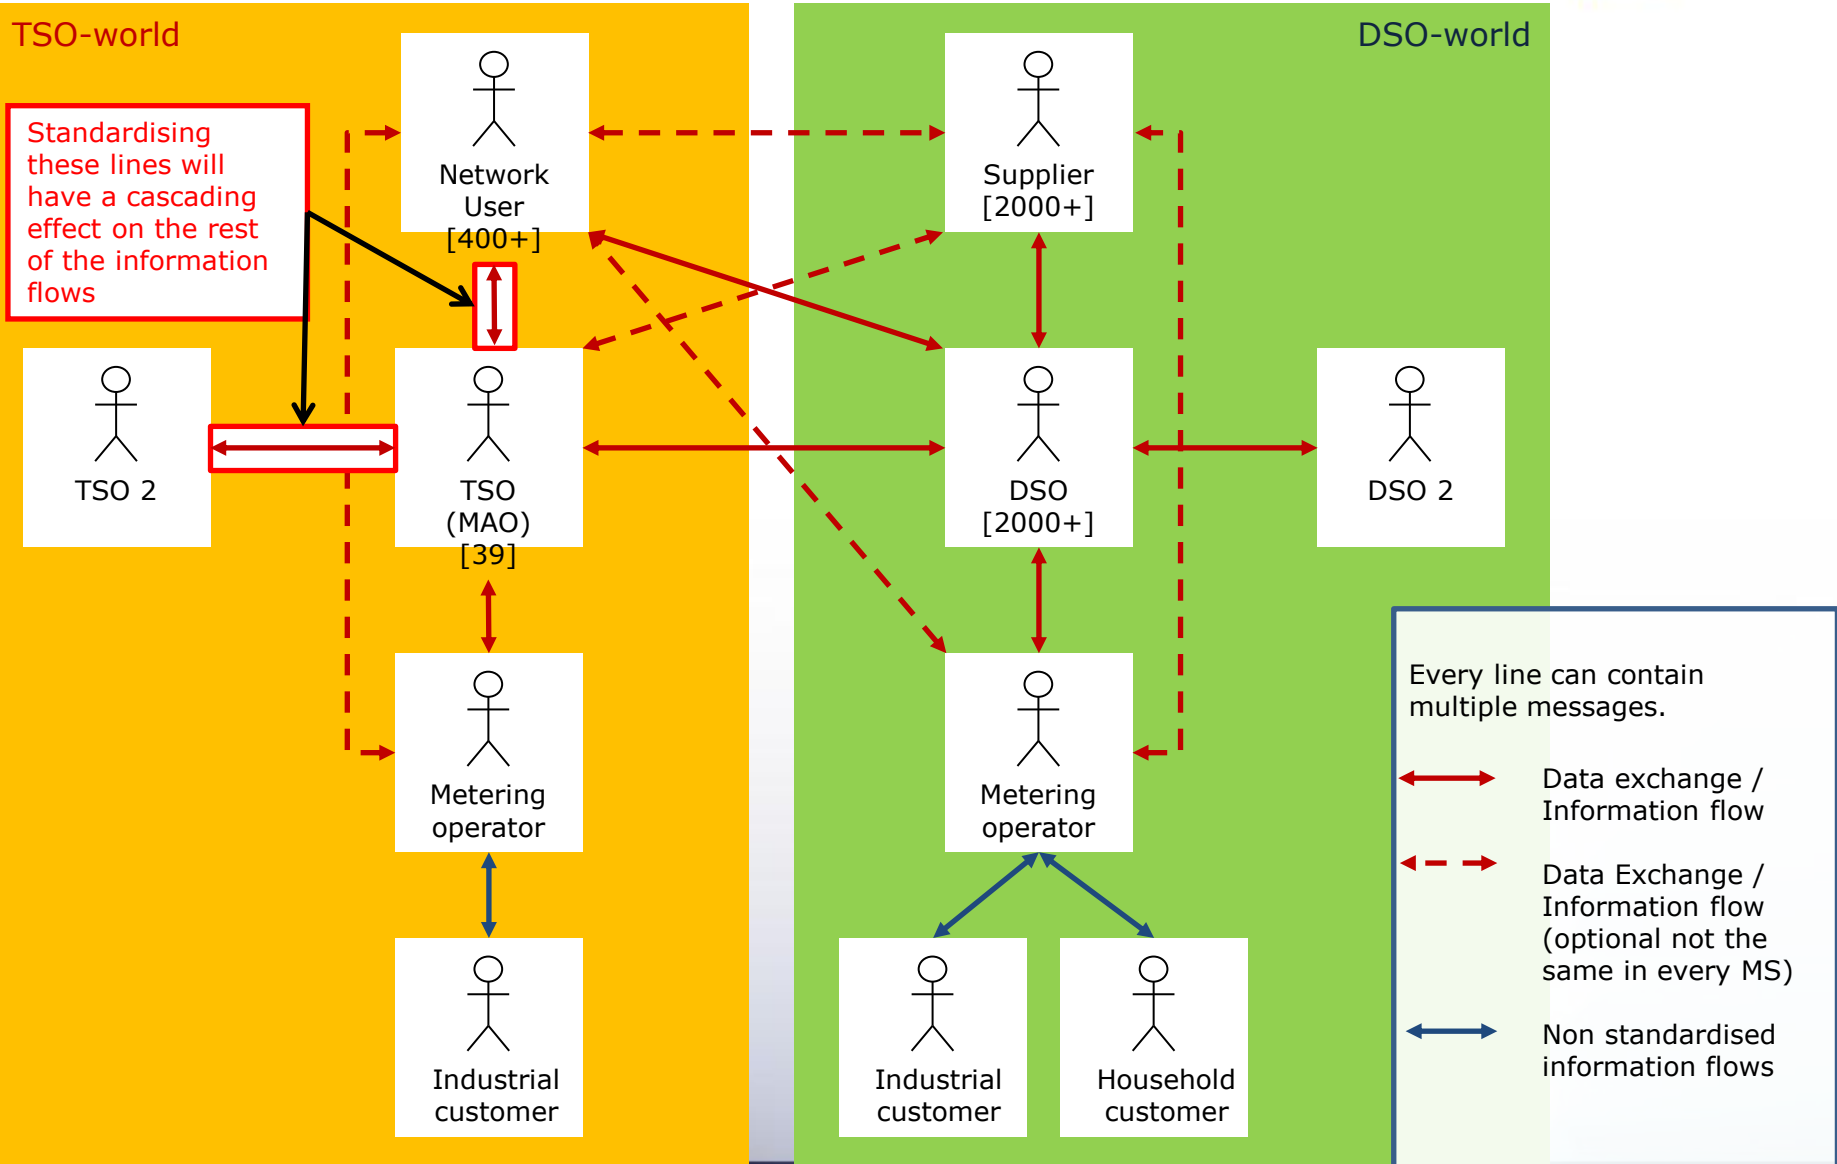 TSO-world
DSO-world
Standardising
these lines will
have a cascading
effect on the rest
of the information
flows
Network
User
[400+]
Supplier
[2000+]
TSO 2
TSO
(MAO)
[39]
DSO
[2000+]
DSO 2
Metering
operator
Metering
operator
Industrial
customer
Industrial
customer
Household
customer
Every line can contain
multiple messages.
Data exchange /
Information flow
Data Exchange /
Information flow
(optional not the
same in every MS)
Non standardised
information flows